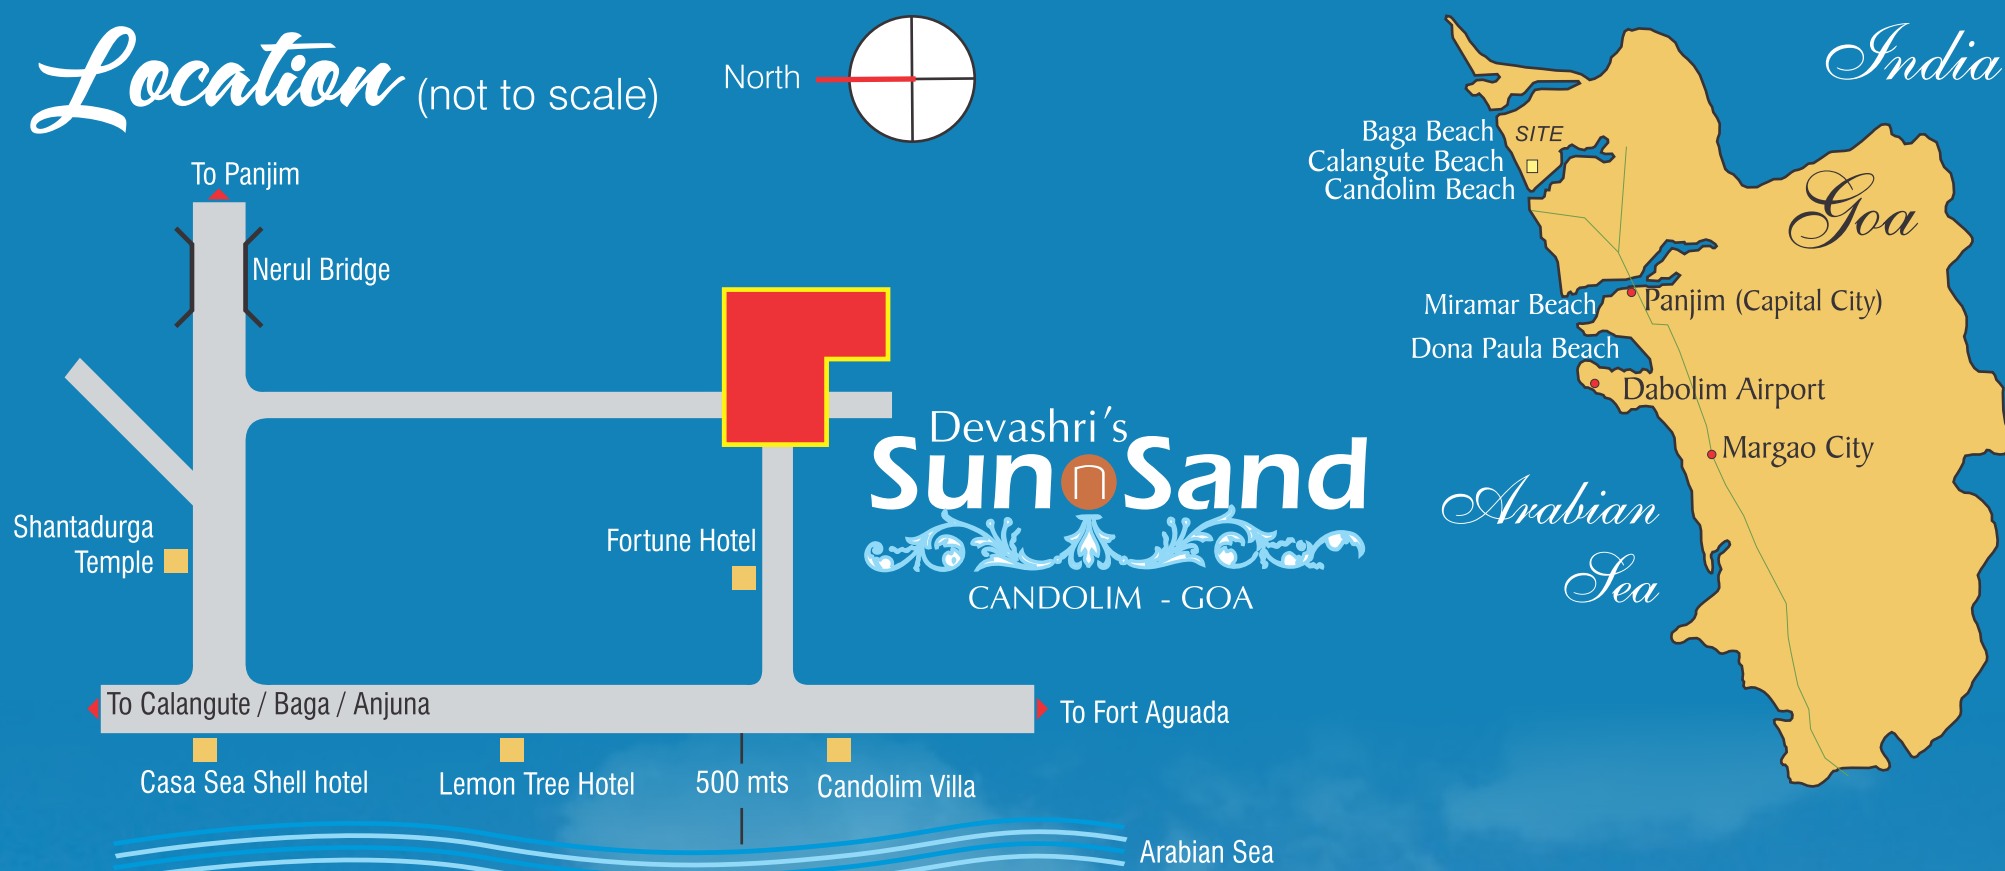 Location (not to scale)
North
To Panjim
Nerul Bridge
Shantadurga
Temple
Fortune Hotel
Devashri's
Sun n Sand
CANDOLIM - GOA
To Calangute / Baga / Anjuna
To Fort Aguada
Casa Sea Shell hotel
Lemon Tree Hotel
500 mts
Candolim Villa
Arabian Sea
India
Baga Beach
SITE
Calangute Beach
Candolim Beach
Goa
Miramar Beach
Panjim (Capital City)
Dona Paula Beach
Dabolim Airport
Margao City
Arabian
Sea